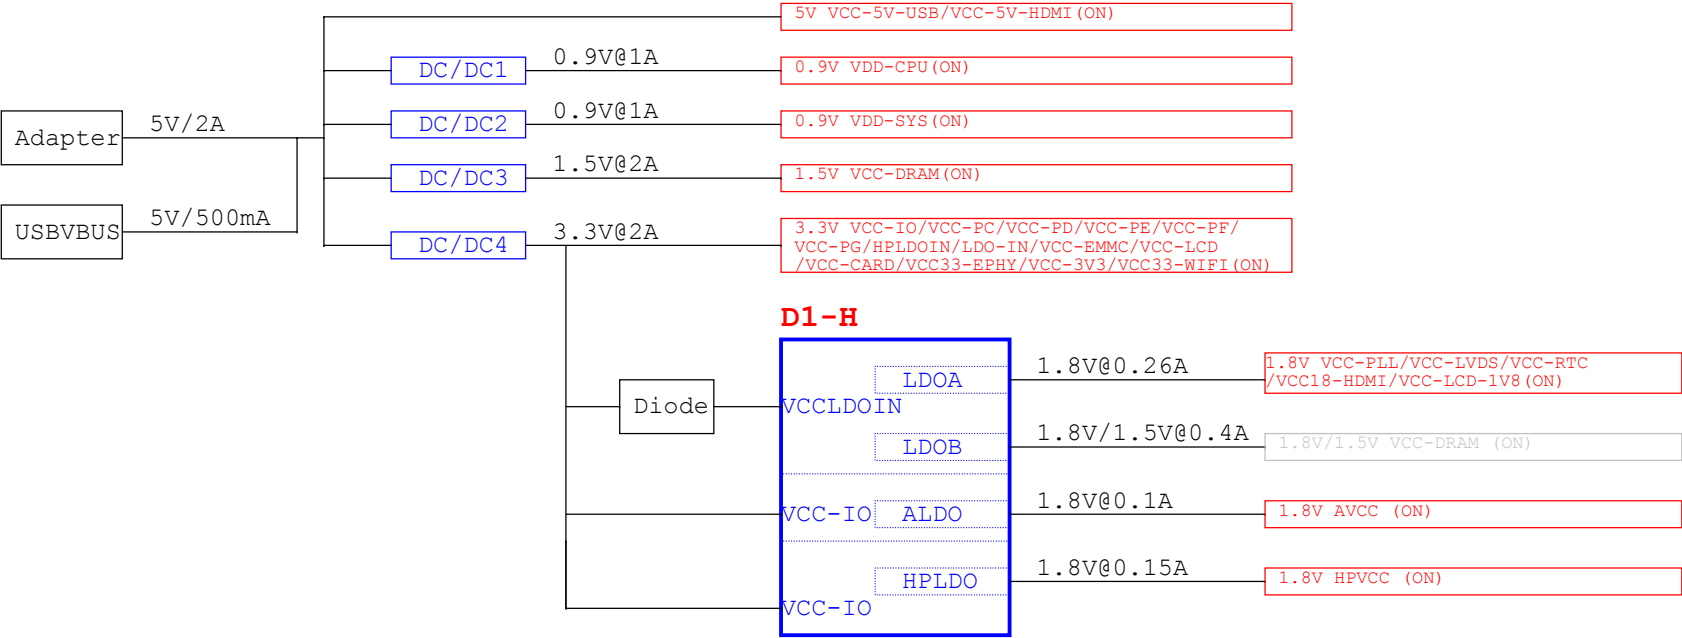 5V VCC-5V-USB/VCC-5V-HDMI(ON)
DC/DC1
0.9V@1A
0.9V VDD-CPU(ON)
Adapter
5V/2A
DC/DC2
0.9V@1A
0.9V VDD-SYS(ON)
DC/DC3
1.5V@2A
1.5V VCC-DRAM(ON)
USBVBUS
5V/500mA
DC/DC4
3.3V@2A
3.3V VCC-IO/VCC-PC/VCC-PD/VCC-PE/VCC-PF/
VCC-PG/HPLDOIN/LDO-IN/VCC-EMMC/VCC-LCD
/VCC-CARD/VCC33-EPHY/VCC-3V3/VCC33-WIFI(ON)
D1-H
LDOA
1.8V@0.26A
1.8V VCC-PLL/VCC-LVDS/VCC-RTC
/VCC18-HDMI/VCC-LCD-1V8(ON)
Diode
VCCLDOIN
LDOB
1.8V/1.5V@0.4A
1.8V/1.5V VCC-DRAM (ON)
VCC-IO
ALDO
1.8V@0.1A
1.8V AVCC (ON)
HPLDO
1.8V@0.15A
1.8V HPVCC (ON)
VCC-IO